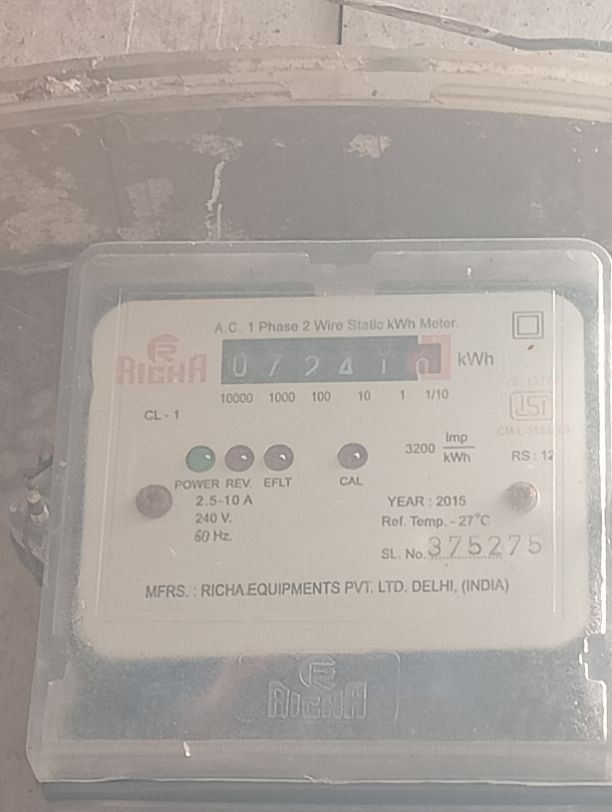 A.C. 1 Phase 2 Wire Static kWh Meter.
RICHA
0 7 2 4 1 0 kWh
10000 1000 100 10 1 1/10
CL - 1
ISI
3200 Imp/kWh
RS : 12
POWER REV. EFLT CAL
2.5-10 A
240 V.
50 Hz.
YEAR : 2015
Ref. Temp. - 27°C
SL. No. 375275
MFRS. : RICHA EQUIPMENTS PVT. LTD. DELHI, (INDIA)
RICHA